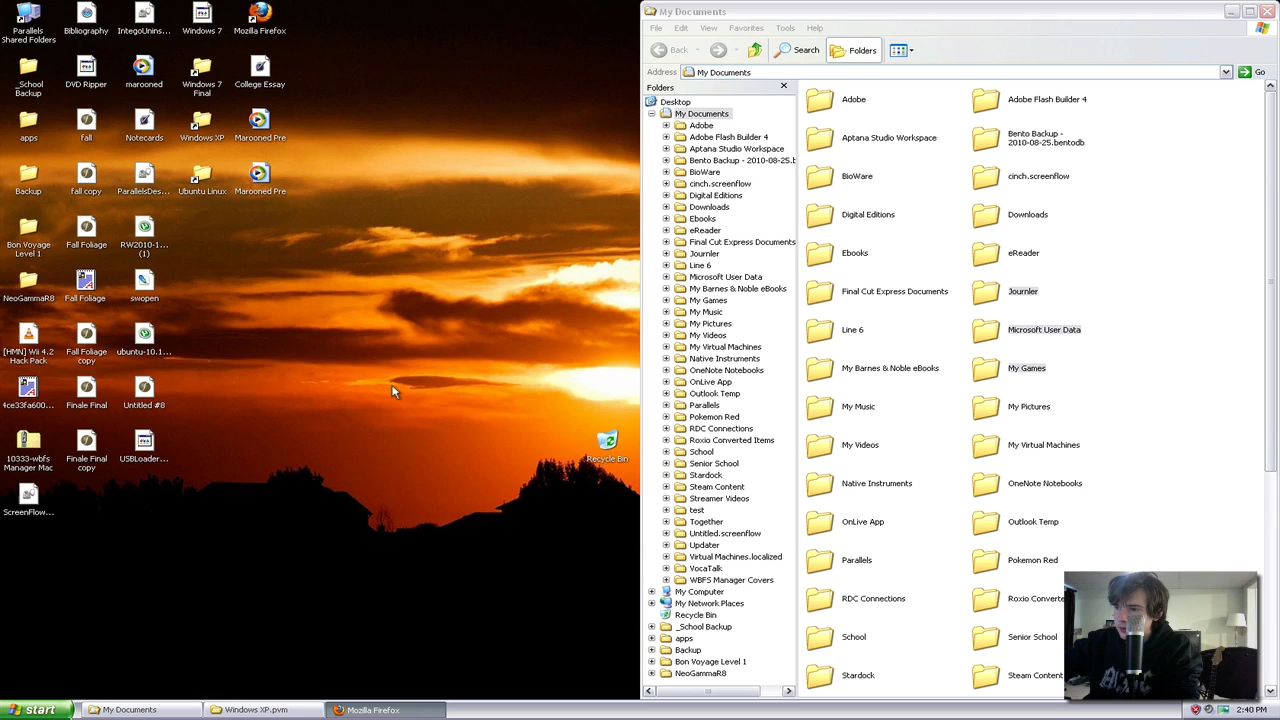 Parallels Shared Folders
Bibliography
IntegoUnins...
Windows 7
Mozilla Firefox
_School Backup
DVD Ripper
marooned
Windows 7 Final
College Essay
apps
fall
Notecards
Windows XP
Marooned Pre
Backup
fall copy
ParallelsDes...
Ubuntu Linux
Marooned Pre
Bon Voyage Level 1
Fall Foliage
RW2010-1... (1)
NeoGammaR8
Fall Foliage
swopen
[HMN] Wii 4.2 Hack Pack
Fall Foliage copy
ubuntu-10.1...
Finale Final
Untitled #8
10333-wbfs Manager Mac
Finale Final copy
USBLoader...
ScreenFlow...
Recycle Bin
My Documents
File Edit View Favorites Tools Help
Back Search Folders
Address My Documents Go
Folders
Desktop
My Documents
Adobe
Adobe Flash Builder 4
Aptana Studio Workspace
Bento Backup - 2010-08-25.b
BioWare
cinch.screenflow
Digital Editions
Downloads
Ebooks
eReader
Final Cut Express Documents
Journler
Line 6
Microsoft User Data
My Barnes & Noble eBooks
My Games
My Music
My Pictures
My Videos
My Virtual Machines
Native Instruments
OneNote Notebooks
OnLive App
Outlook Temp
Parallels
Pokemon Red
RDC Connections
Roxio Converted Items
School
Senior School
Stardock
Steam Content
Streamer Videos
test
Together
Untitled.screenflow
Updater
Virtual Machines.localized
VocaTalk
WBFS Manager Covers
My Computer
My Network Places
Recycle Bin
_School Backup
apps
Backup
Bon Voyage Level 1
NeoGammaR8
Adobe
Adobe Flash Builder 4
Aptana Studio Workspace
Bento Backup -
2010-08-25.bentodb
BioWare
cinch.screenflow
Digital Editions
Downloads
Ebooks
eReader
Final Cut Express Documents
Journler
Line 6
Microsoft User Data
My Barnes & Noble eBooks
My Games
My Music
My Pictures
My Videos
My Virtual Machines
Native Instruments
OneNote Notebooks
OnLive App
Outlook Temp
Parallels
Pokemon Red
RDC Connections
Roxio Converte
School
Senior School
Stardock
Steam Content
start
My Documents
Windows XP.pvm
Mozilla Firefox
2:40 PM